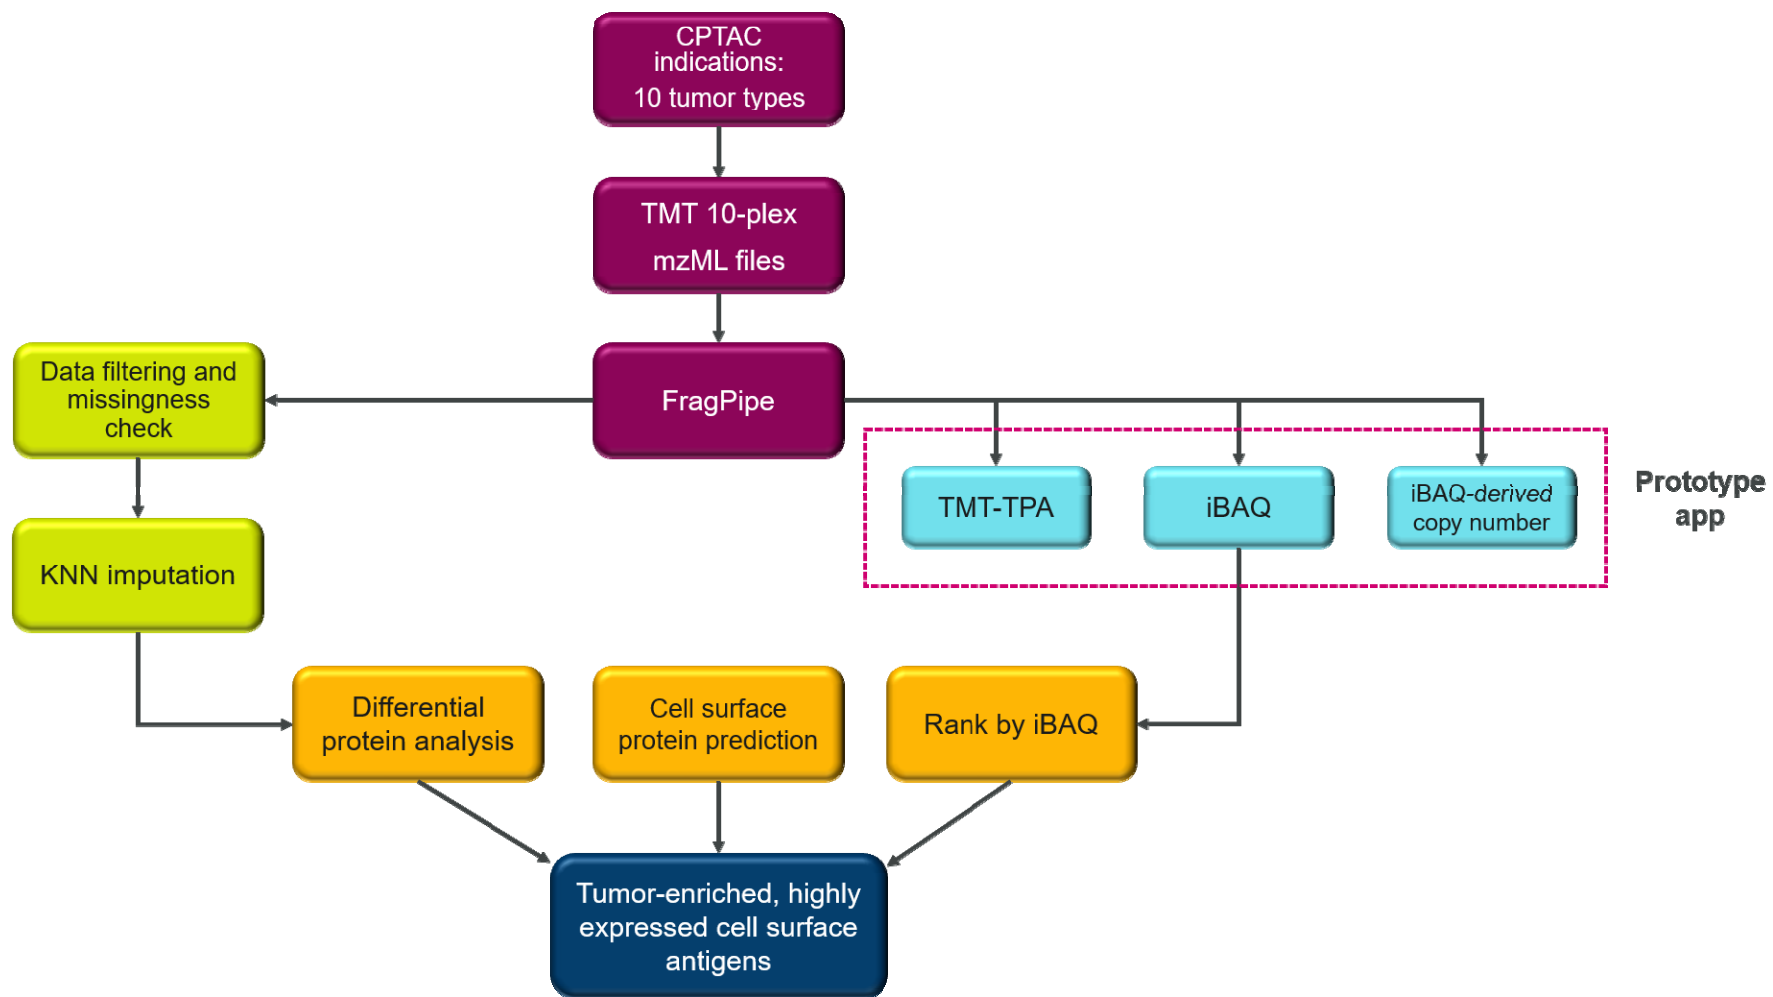 CPTAC
indications:
10 tumor types
TMT 10-plex
mzML files
Data filtering and
missingness
check
FragPipe
TMT-TPA
iBAQ
iBAQ-derived
copy number
Prototype
app
KNN imputation
Differential
protein analysis
Cell surface
protein prediction
Rank by iBAQ
Tumor-enriched, highly
expressed cell surface
antigens